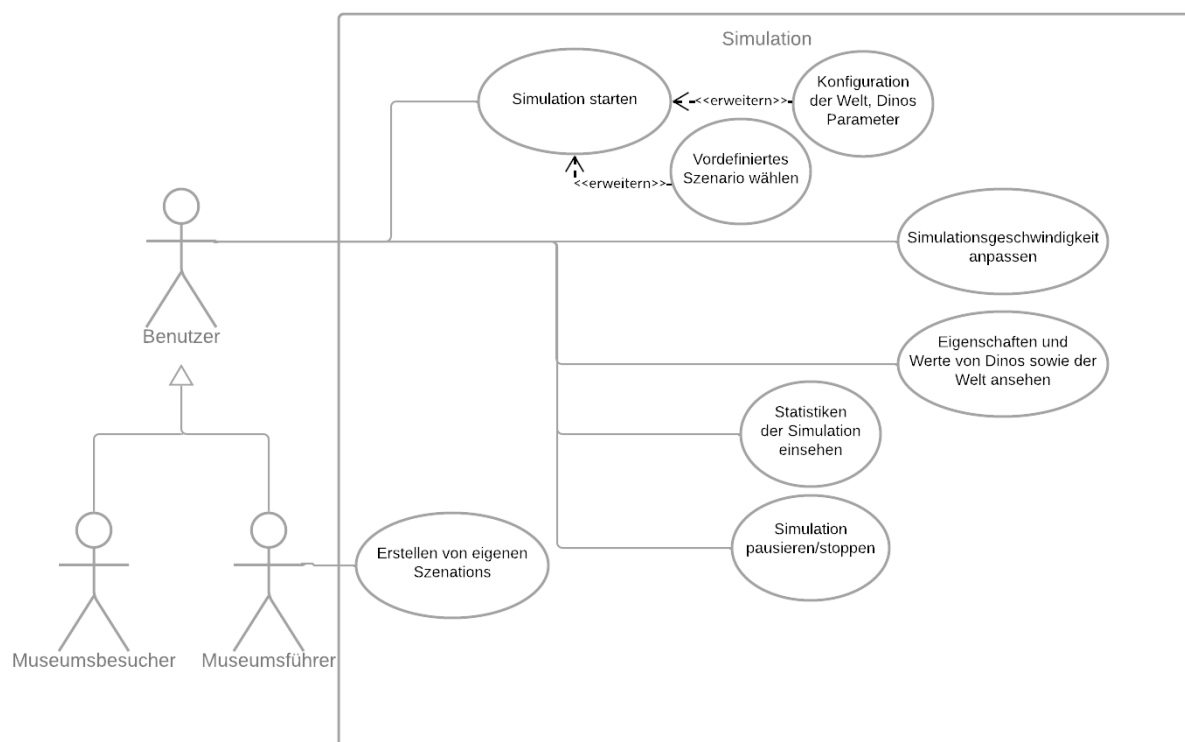 Simulation
Simulation starten
<<erweitern>>
Konfiguration
der Welt, Dinos
Parameter
<<erweitern>>
Vordefiniertes
Szenario wählen
Benutzer
Simulationsgeschwindigkeit
anpassen
Eigenschaften und
Werte von Dinos sowie der
Welt ansehen
Statistiken
der Simulation
einsehen
Simulation
pausieren/stoppen
Erstellen von eigenen
Szenations
Museumsbesucher
Museumsführer